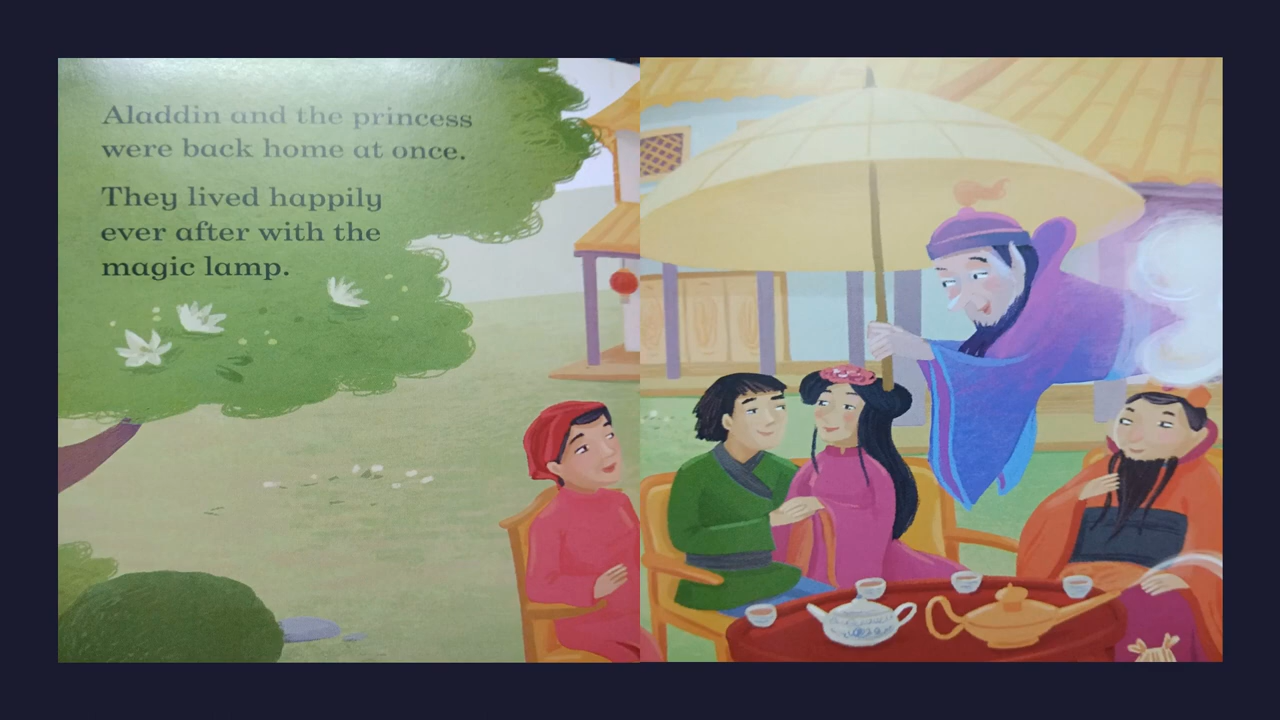 Aladdin and the princess
were back home at once.
They lived happily
ever after with the
magic lamp.